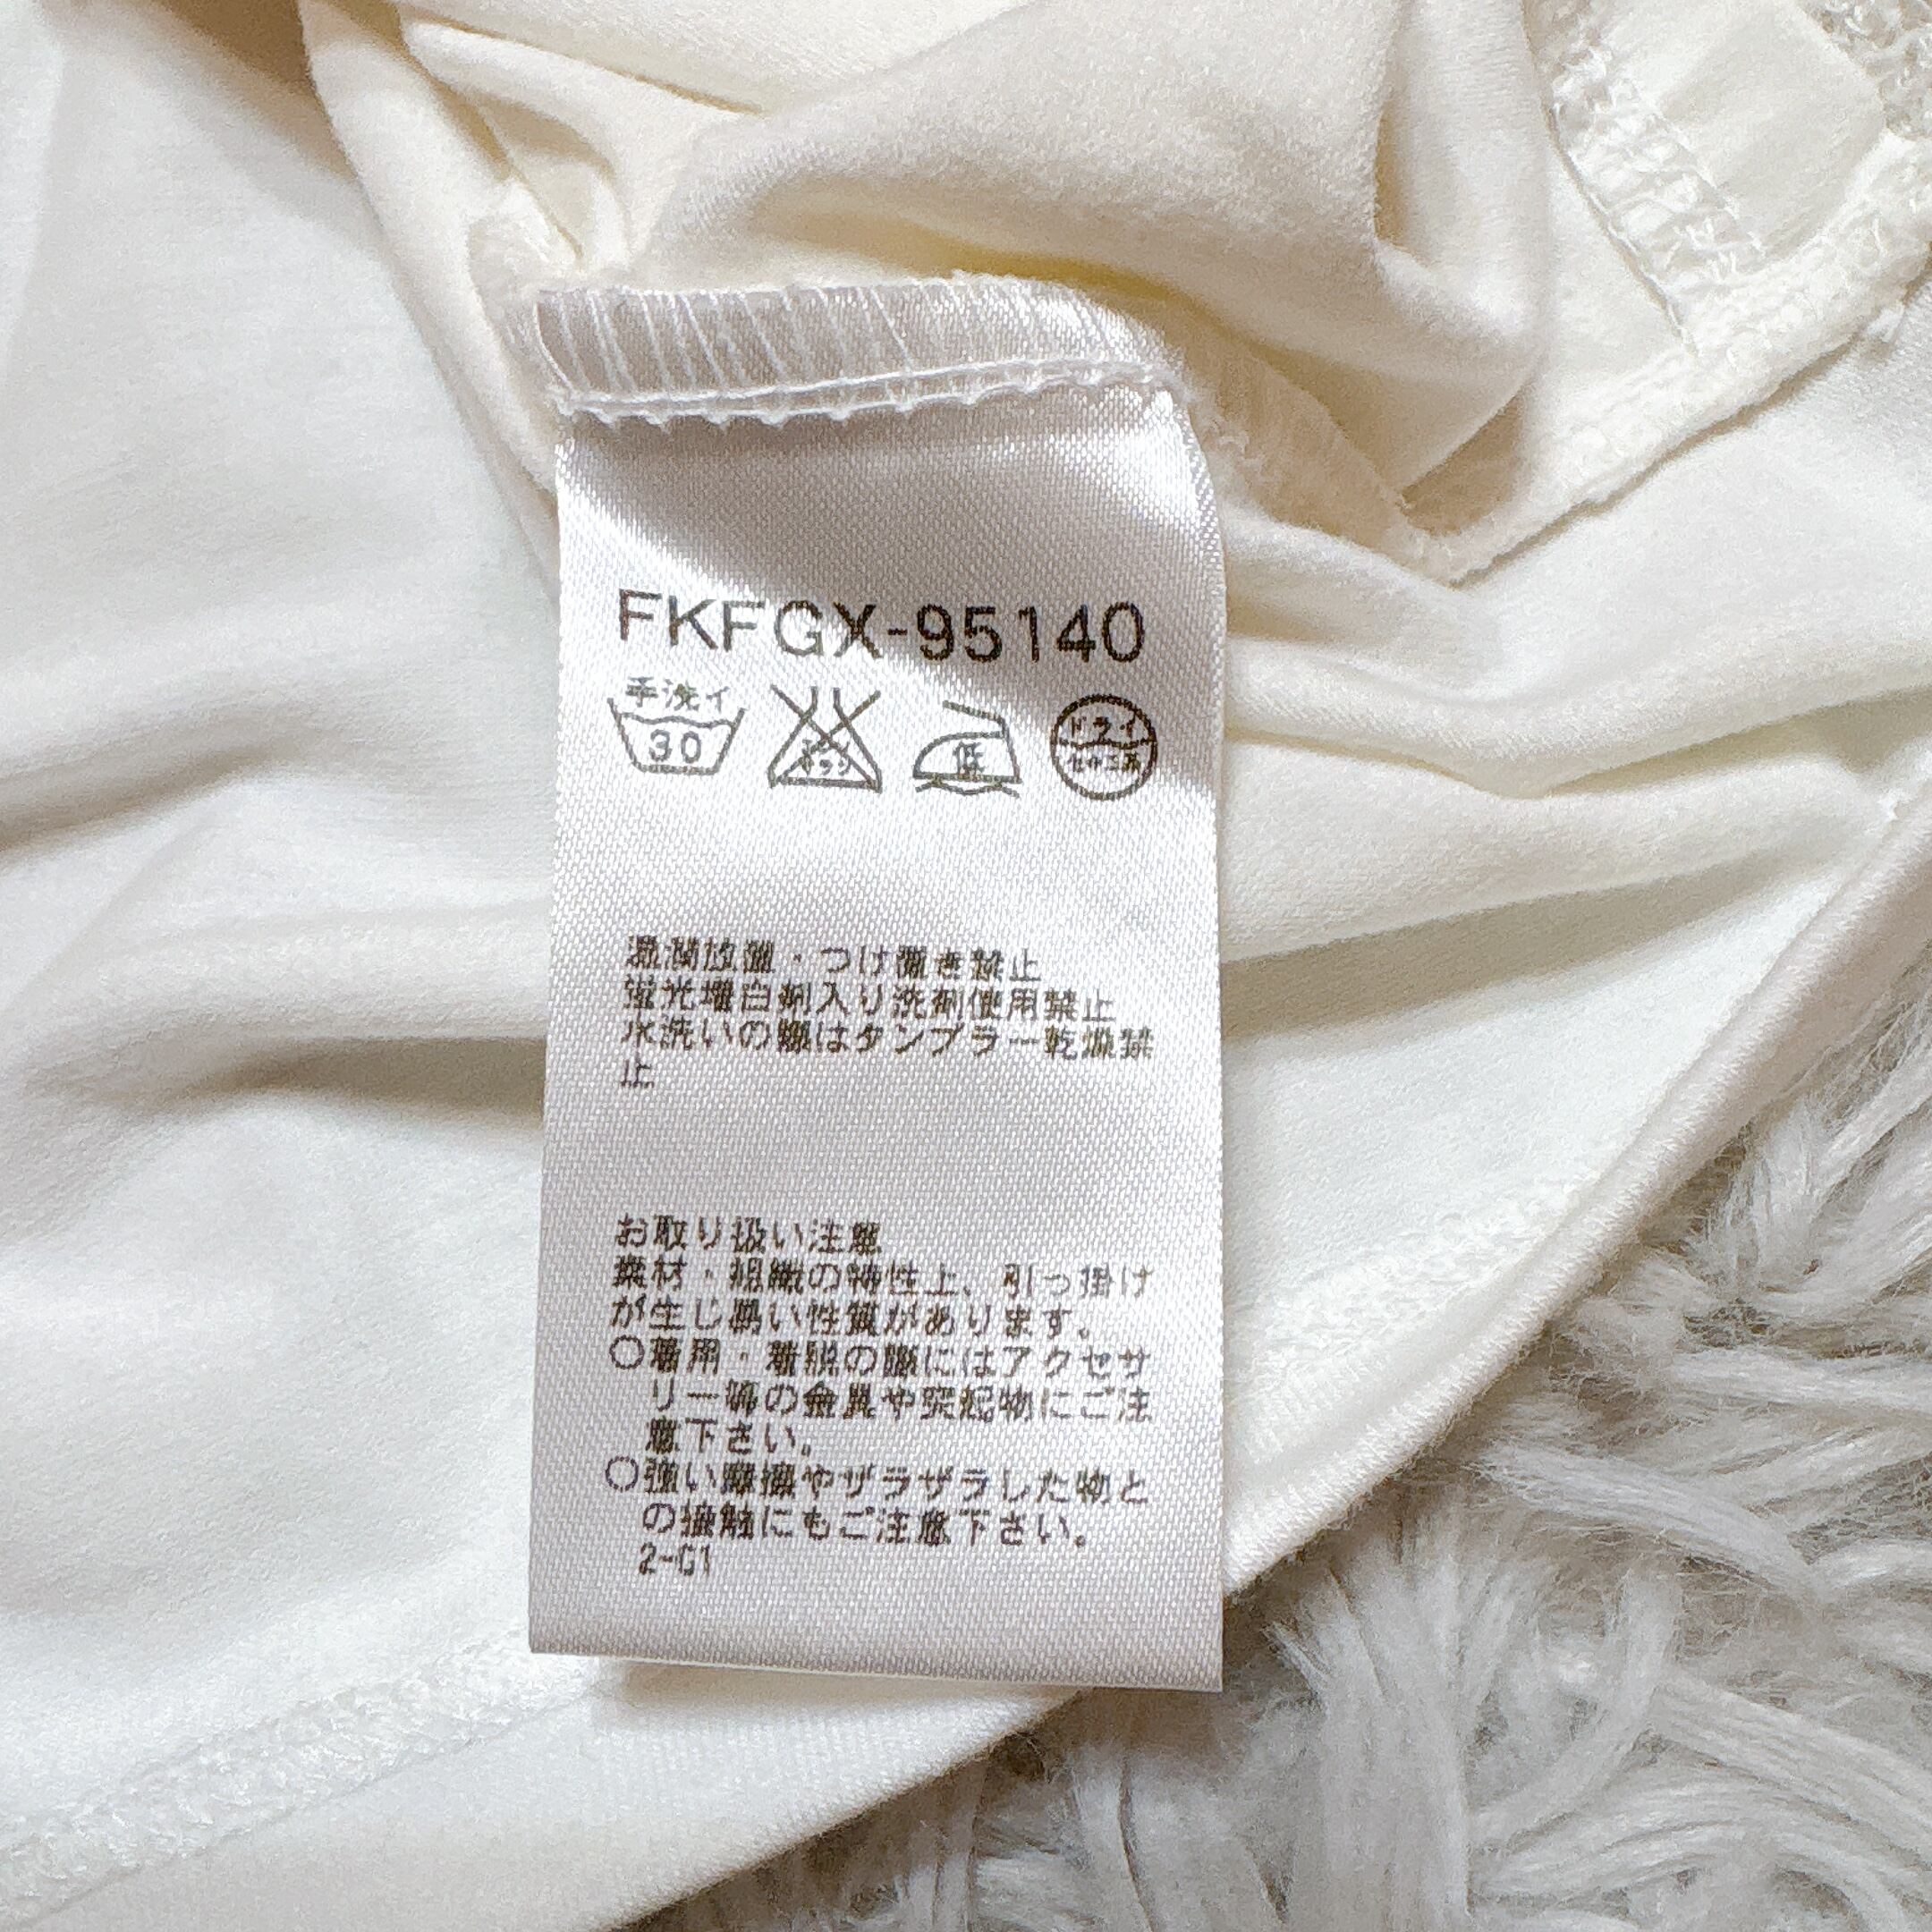 FKFGX-95140
手洗イ
30
低
ドライ
セキユ系
湿潤放置・つけ置き禁止
蛍光増白剤入り洗剤使用禁止
水洗いの際はタンブラー乾燥禁
止
お取り扱い注意
素材・組織の特性上、引っ掛け
が生じ易い性質があります。
○着用・着脱の際にはアクセサ
リー等の金具や突起物にご注
意下さい。
○強い摩擦やザラザラした物と
の接触にもご注意下さい。
2-G1